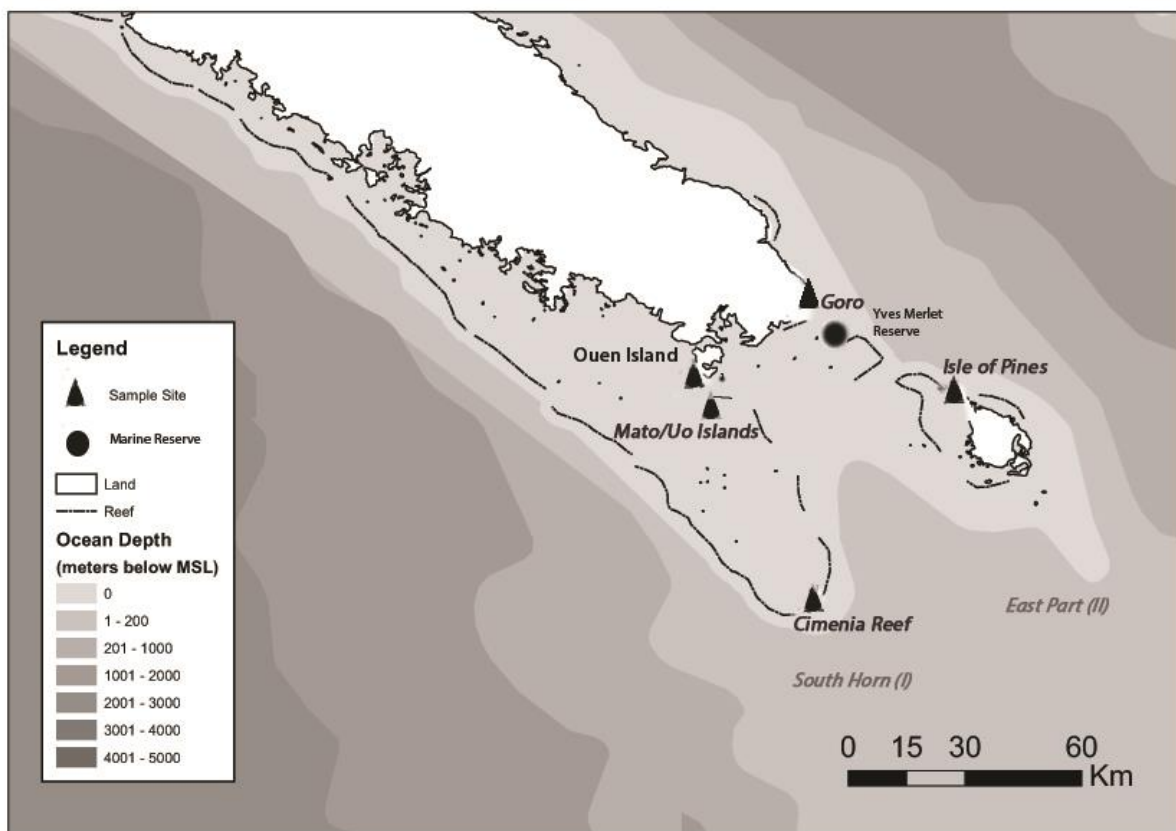 Goro
Yves Merlet
Reserve
Ouen Island
Isle of Pines
Mato/Uo Islands
Cimenia Reef
East Part (II)
South Horn (I)
Legend
Sample Site
Marine Reserve
Land
Reef
Ocean Depth
(meters below MSL)
0
1 - 200
201 - 1000
1001 - 2000
2001 - 3000
3001 - 4000
4001 - 5000
0 15 30 60
Km